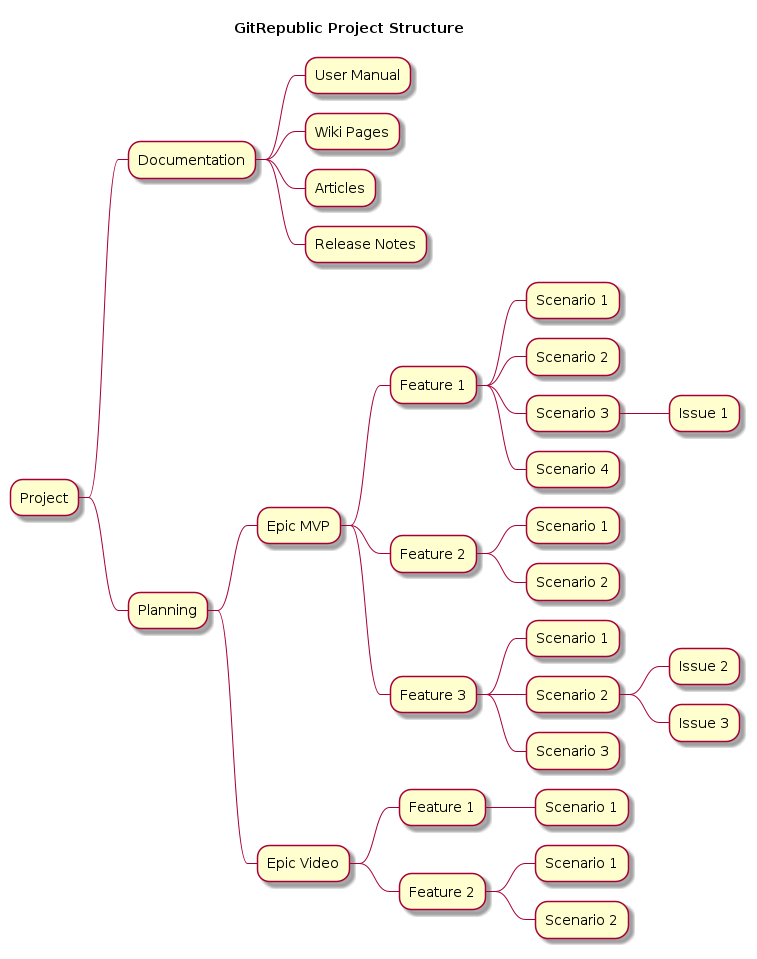 GitRepublic Project Structure
Project
Documentation
User Manual
Wiki Pages
Articles
Release Notes
Planning
Epic MVP
Feature 1
Scenario 1
Scenario 2
Scenario 3
Issue 1
Scenario 4
Feature 2
Scenario 1
Scenario 2
Feature 3
Scenario 1
Scenario 2
Issue 2
Issue 3
Scenario 3
Epic Video
Feature 1
Scenario 1
Feature 2
Scenario 1
Scenario 2